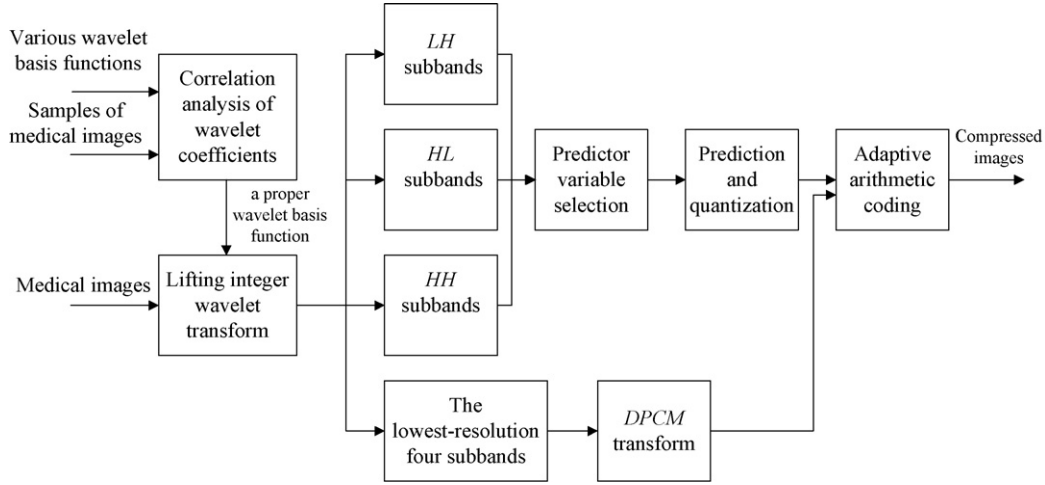 Various wavelet
basis functions
Samples of
medical images
Correlation
analysis of
wavelet
coefficients
a proper
wavelet basis
function
Medical images
Lifting integer
wavelet
transform
LH
subbands
HL
subbands
HH
subbands
The
lowest-resolution
four subbands
DPCM
transform
Predictor
variable
selection
Prediction
and
quantization
Adaptive
arithmetic
coding
Compressed
images